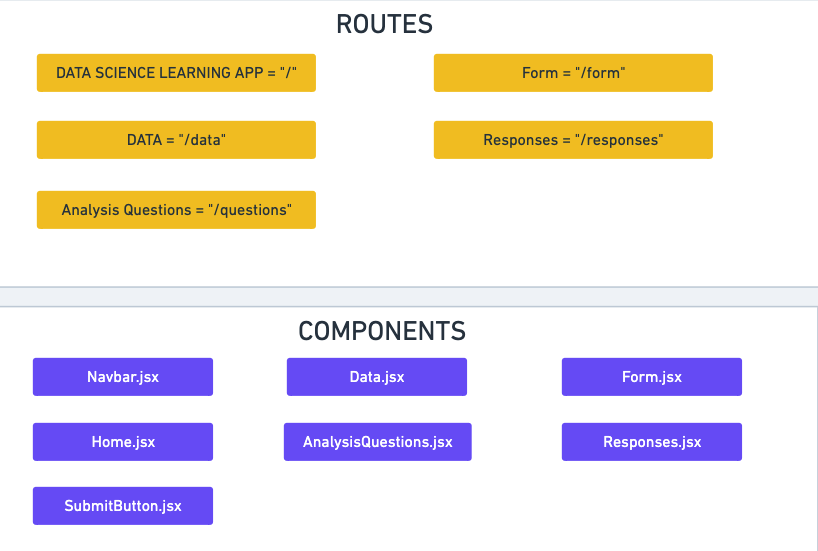 ROUTES
DATA SCIENCE LEARNING APP = "/"
Form = "/form"
DATA = "/data"
Responses = "/responses"
Analysis Questions = "/questions"
COMPONENTS
Navbar.jsx
Data.jsx
Form.jsx
Home.jsx
AnalysisQuestions.jsx
Responses.jsx
SubmitButton.jsx